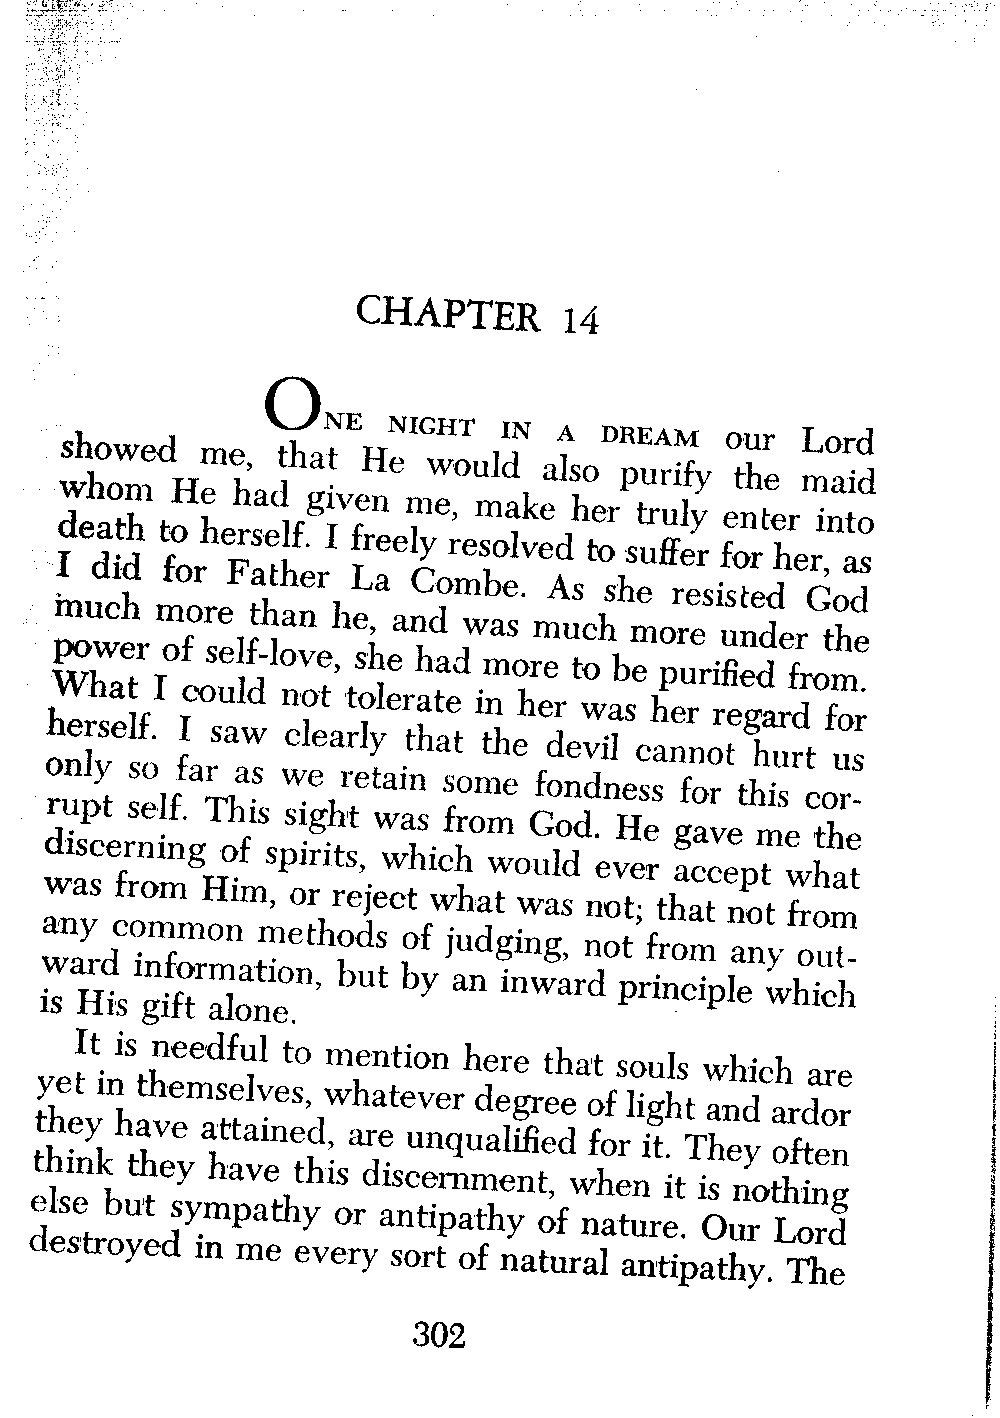 CHAPTER 14
ONE NIGHT IN A DREAM our Lord
showed me, that He would also purify the maid
whom He had given me, make her truly enter into
death to herself. I freely resolved to suffer for her, as
I did for Father La Combe. As she resisted God
much more than he, and was much more under the
power of self-love, she had more to be purified from.
What I could not tolerate in her was her regard for
herself. I saw clearly that the devil cannot hurt us
only so far as we retain some fondness for this cor-
rupt self. This sight was from God. He gave me the
discerning of spirits, which would ever accept what
was from Him, or reject what was not; that not from
any common methods of judging, not from any out-
ward information, but by an inward principle which
is His gift alone.
It is needful to mention here that souls which are
yet in themselves, whatever degree of light and ardor
they have attained, are unqualified for it. They often
think they have this discernment, when it is nothing
else but sympathy or antipathy of nature. Our Lord
destroyed in me every sort of natural antipathy. The
302